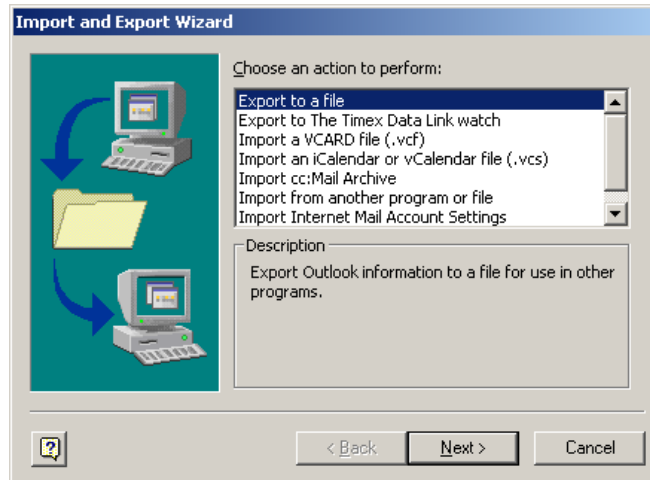 Import and Export Wizard
Choose an action to perform:
Export to a file
Export to The Timex Data Link watch
Import a VCARD file (.vcf)
Import an iCalendar or vCalendar file (.vcs)
Import cc:Mail Archive
Import from another program or file
Import Internet Mail Account Settings
Description
Export Outlook information to a file for use in other
programs.
?
< Back Next > Cancel